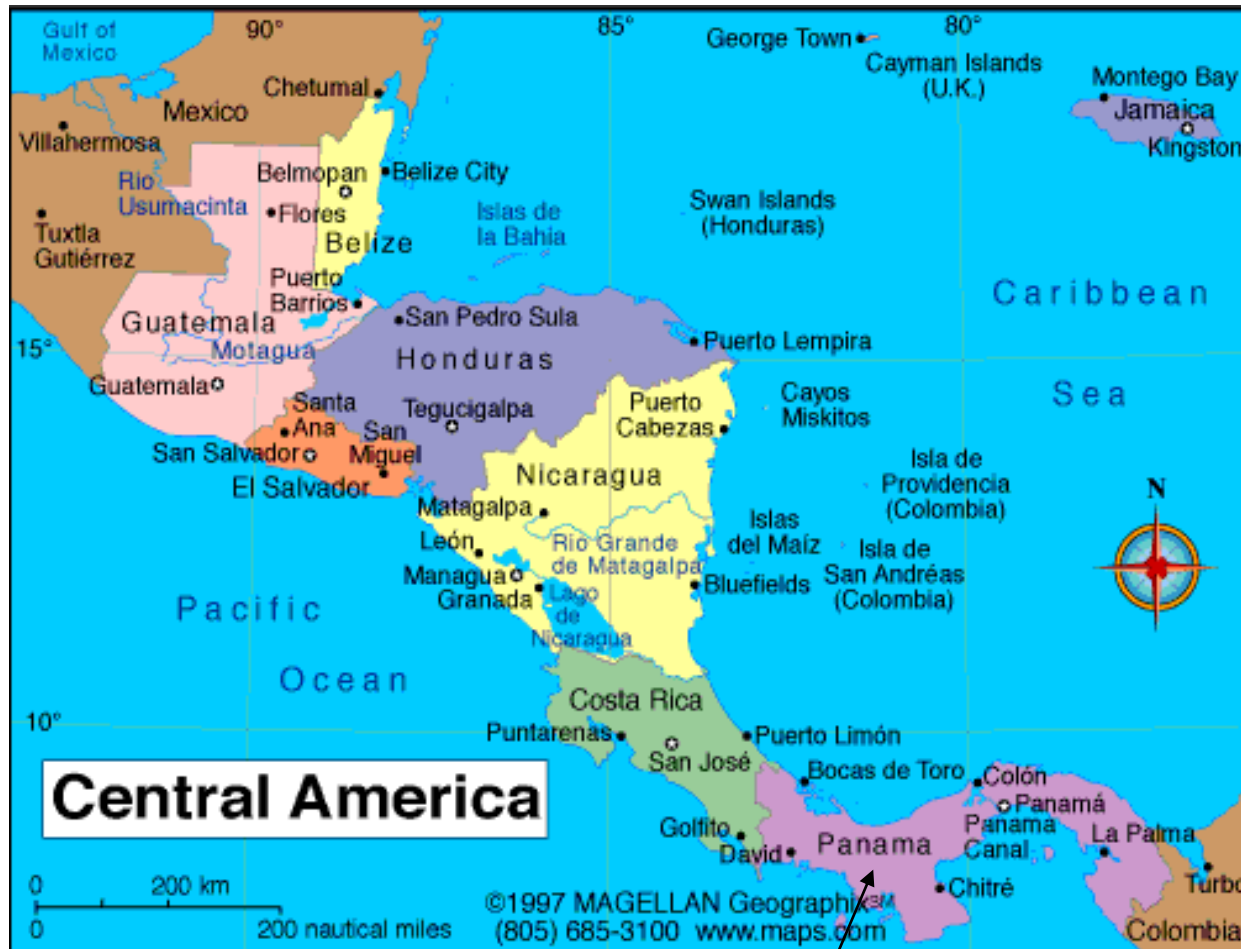 Gulf of
Mexico
90°
85°
80°
George Town
Cayman Islands
(U.K.)
Montego Bay
Jamaica
Kingston
Chetumal
Mexico
Villahermosa
Rio
Usumacinta
Belmopan
Belize City
Flores
Belize
Tuxtla
Gutiérrez
Islas de
la Bahia
Swan Islands
(Honduras)
Puerto
Barrios
Guatemala
Motagua
San Pedro Sula
Caribbean
Sea
15°
Honduras
Puerto Lempira
Guatemala
Santa
Ana
Tegucigalpa
San
Miguel
San Salvador
El Salvador
Puerto
Cabezas
Cayos
Miskitos
Nicaragua
Isla de
Providencia
(Colombia)
N
Matagalpa
León
Rio Grande
de Matagalpa
Islas
del Maíz
Isla de
San Andréas
(Colombia)
Managua
Granada
Lago
de
Nicaragua
Bluefields
Pacific
Ocean
10°
Costa Rica
Puntarenas
San José
Puerto Limón
Bocas de Toro
Colón
Panamá
Panama
Canal
La Palma
Golfito
David
Panama
Chitré
Turbo
Colombia
Central America
0 200 km
0 200 nautical miles
©1997 MAGELLAN Geographix SM
(805) 685-3100 www.maps.com